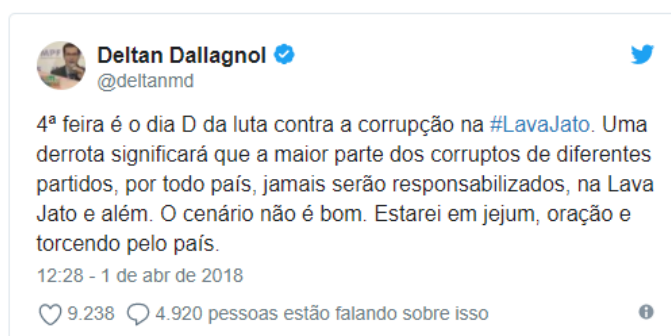 Deltan Dallagnol
@deltanmd
4ª feira é o dia D da luta contra a corrupção na #LavaJato. Uma
derrota significará que a maior parte dos corruptos de diferentes
partidos, por todo país, jamais serão responsabilizados, na Lava
Jato e além. O cenário não é bom. Estarei em jejum, oração e
torcendo pelo país.
12:28 - 1 de abr de 2018
9.238 4.920 pessoas estão falando sobre isso